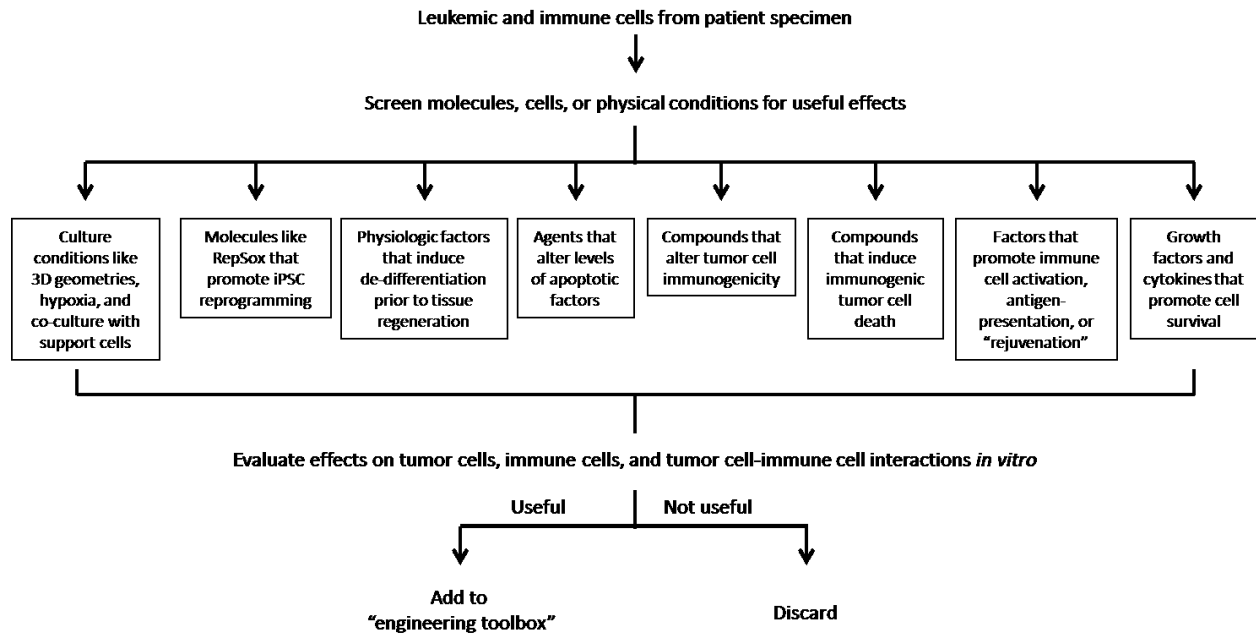 Leukemic and immune cells from patient specimen
Screen molecules, cells, or physical conditions for useful effects
Culture
conditions like
3D geometries,
hypoxia, and
co-culture with
support cells
Molecules like
RepSox that
promote iPSC
reprogramming
Physiologic factors
that induce
de-differentiation
prior to tissue
regeneration
Agents that
alter levels
of apoptotic
factors
Compounds that
alter tumor cell
immunogenicity
Compounds
that induce
immunogenic
tumor cell
death
Factors that
promote immune
cell activation,
antigen-
presentation, or
“rejuvenation”
Growth
factors and
cytokines that
promote cell
survival
Evaluate effects on tumor cells, immune cells, and tumor cell-immune cell interactions in vitro
Useful
Not useful
Add to
“engineering toolbox”
Discard